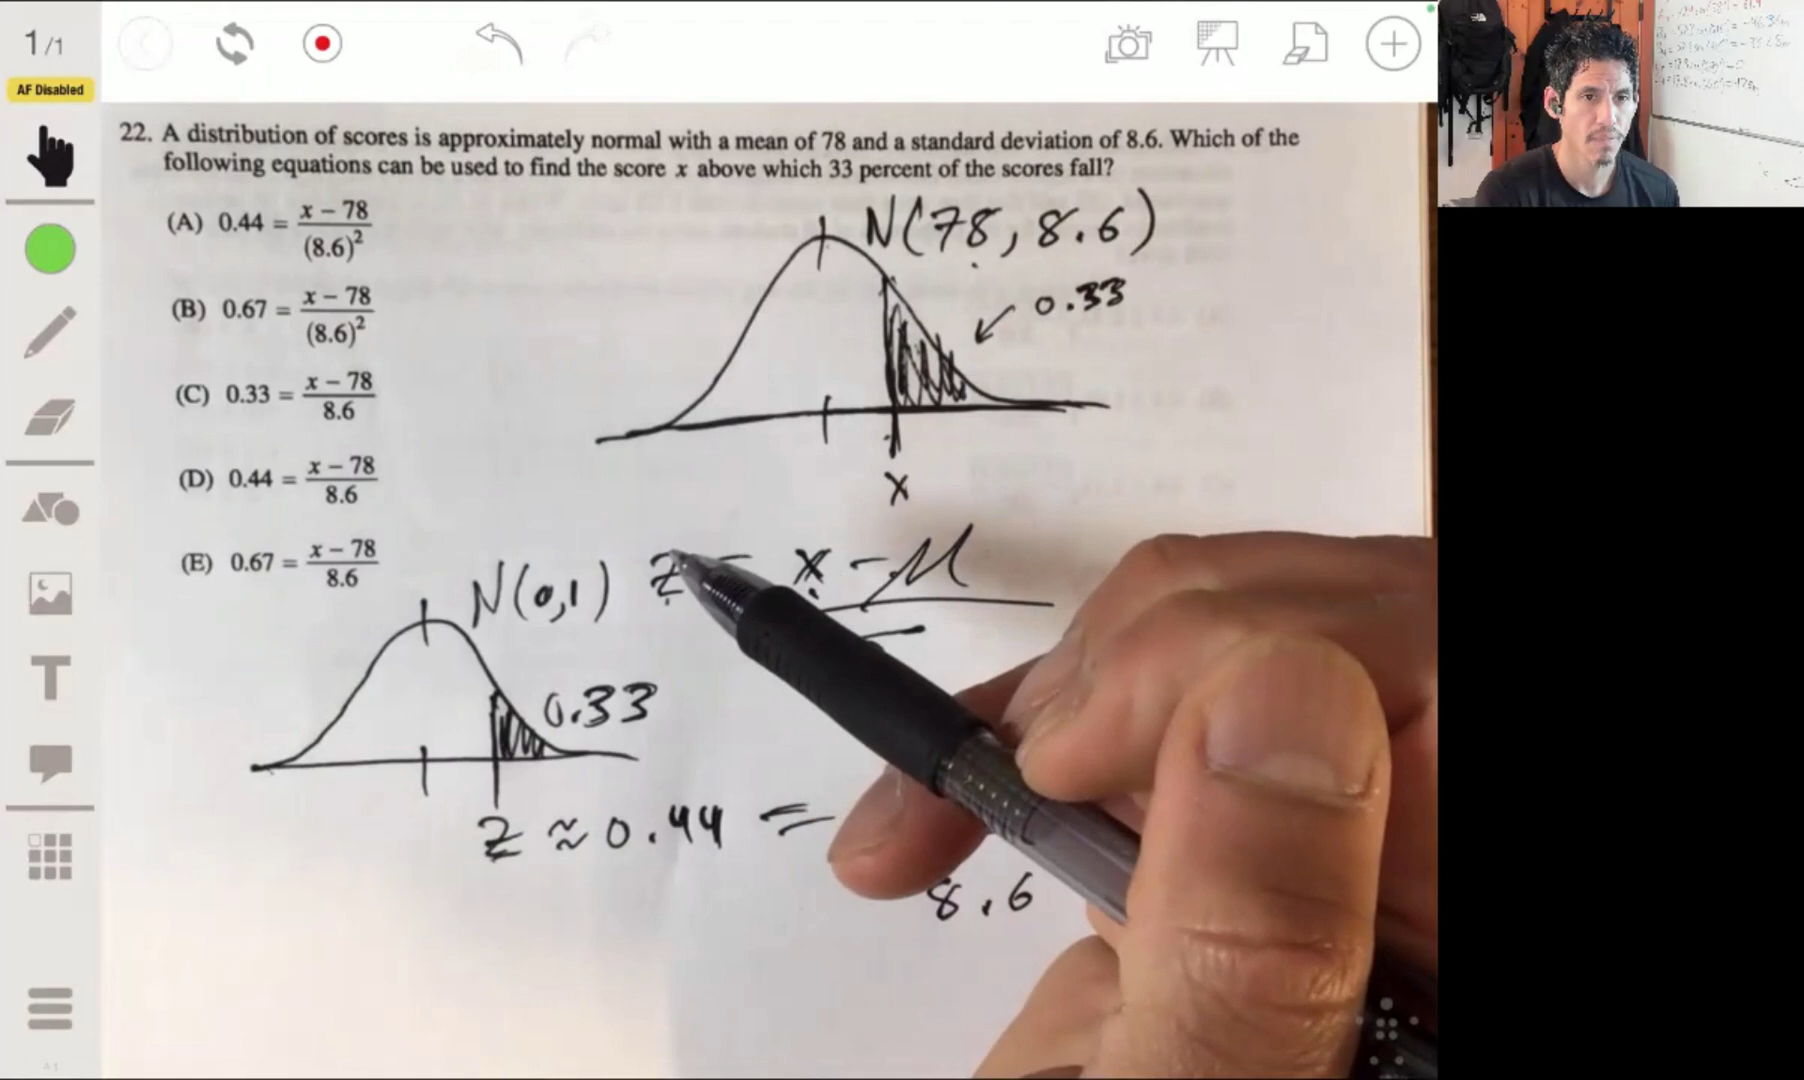 1/1
AF Disabled
22. A distribution of scores is approximately normal with a mean of 78 and a standard deviation of 8.6. Which of the
following equations can be used to find the score x above which 33 percent of the scores fall?
(A) 0.44 = x − 78 / (8.6)²
(B) 0.67 = x − 78 / (8.6)²
(C) 0.33 = x − 78 / 8.6
(D) 0.44 = x − 78 / 8.6
(E) 0.67 = x − 78 / 8.6
N(78, 8.6)
0.33
x
N(0,1)
z = x − μ
0.33
z ≈ 0.44 =
8.6
T